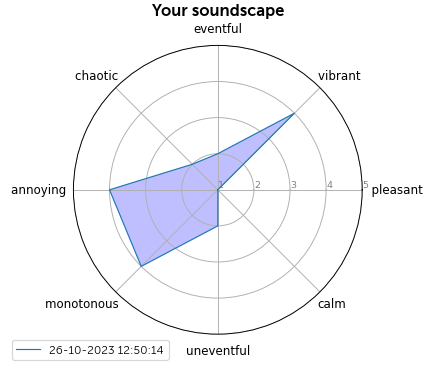 Your soundscape
eventful
chaotic
vibrant
annoying
1
2
3
4
5
pleasant
monotonous
calm
uneventful
26-10-2023 12:50:14